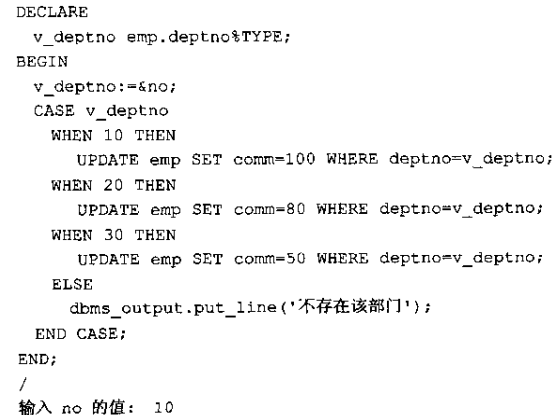 DECLARE
v_deptno emp.deptno%TYPE;
BEGIN
v_deptno:=&no;
CASE v_deptno
WHEN 10 THEN
UPDATE emp SET comm=100 WHERE deptno=v_deptno;
WHEN 20 THEN
UPDATE emp SET comm=80 WHERE deptno=v_deptno;
WHEN 30 THEN
UPDATE emp SET comm=50 WHERE deptno=v_deptno;
ELSE
dbms_output.put_line('不存在该部门');
END CASE;
END;
/
输入 no 的值: 10